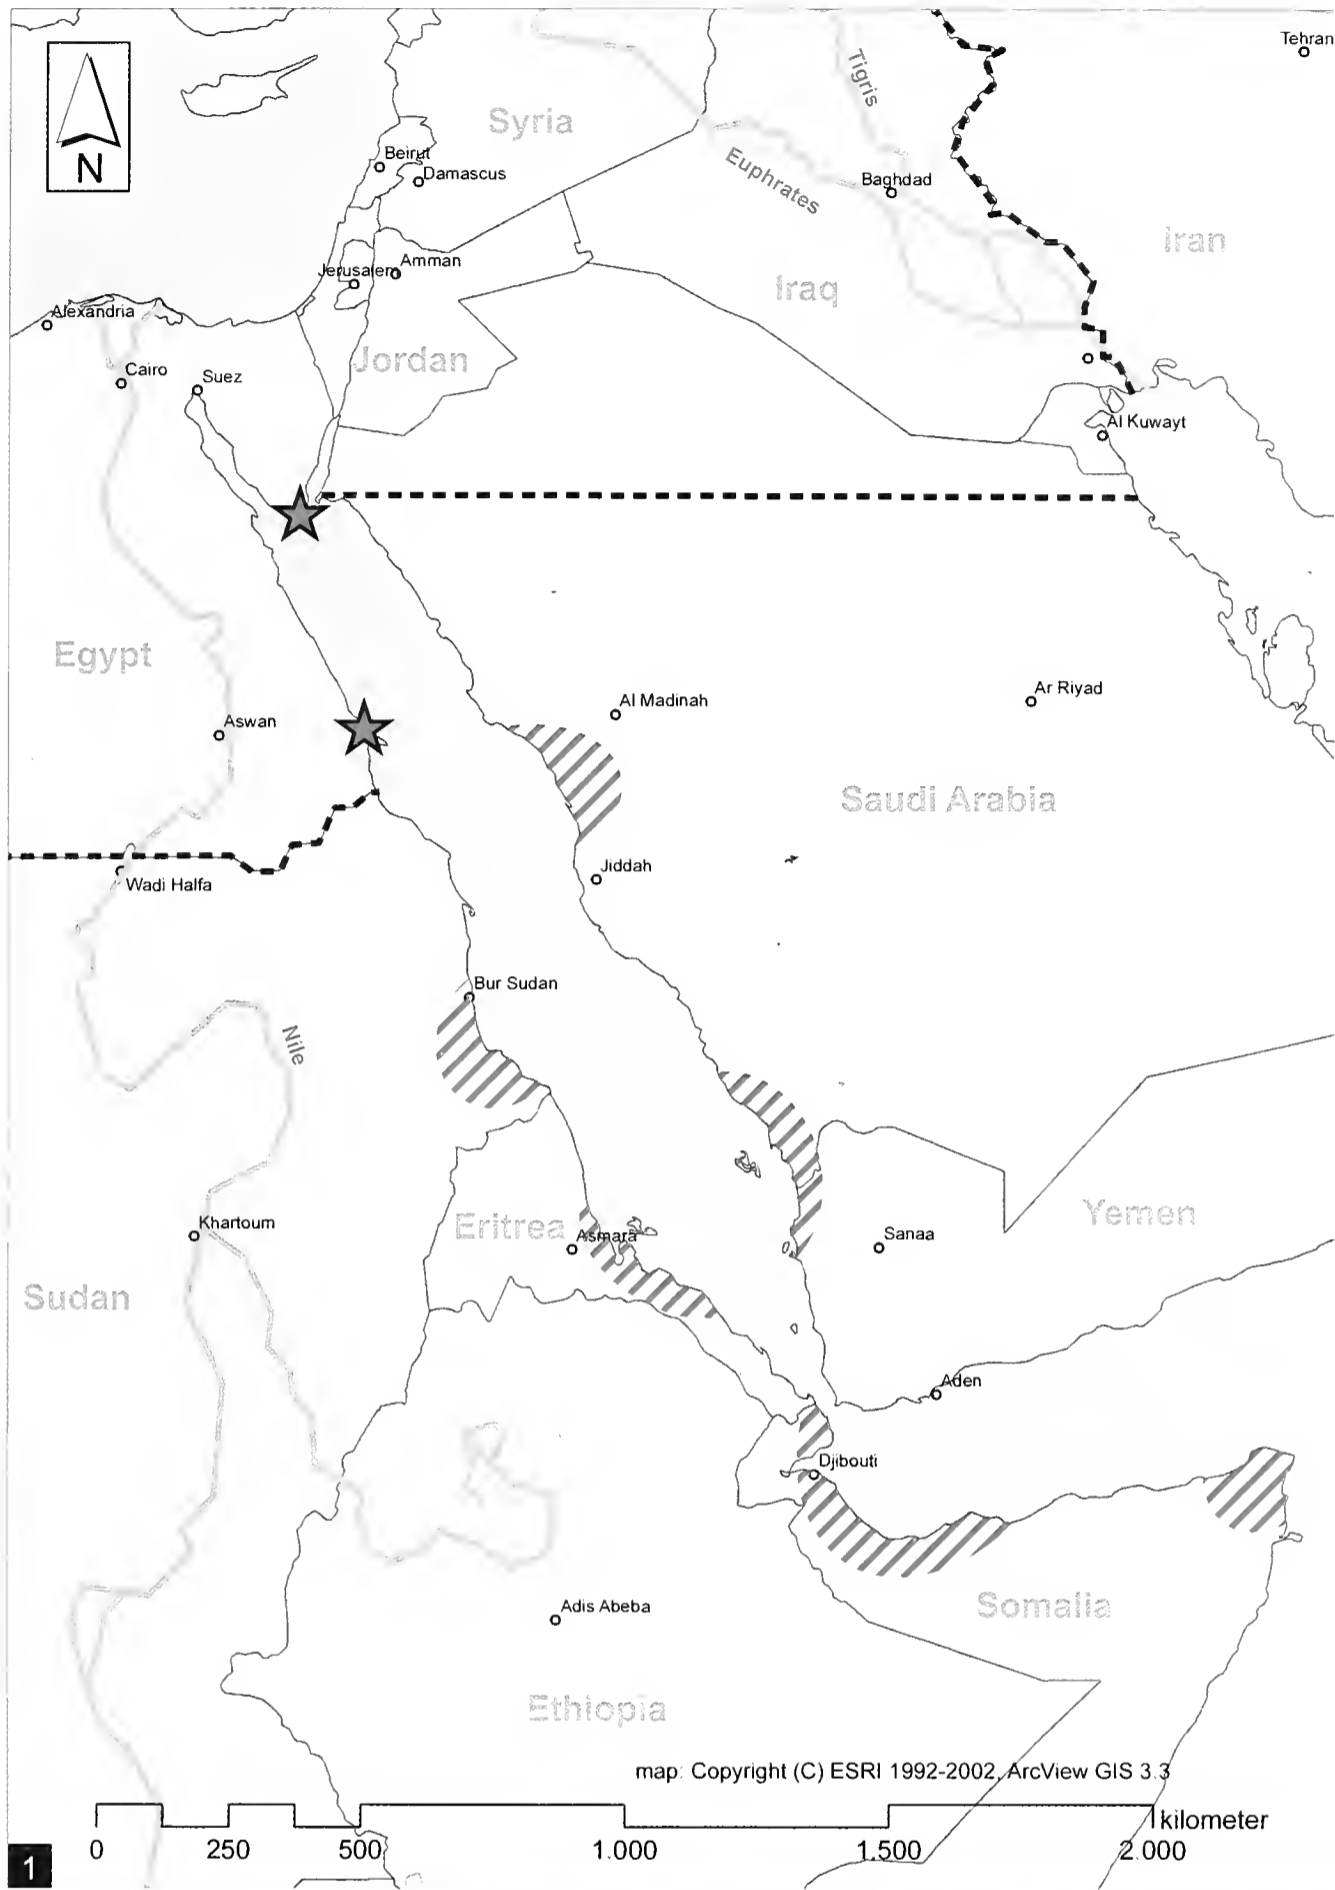 Tehran
N
Tigris
Syria
Beirut
Damascus
Euphrates
Baghdad
Iran
Jerusalem
Amman
Iraq
Alexandria
Jordan
Cairo
Suez
Al Kuwayt
Egypt
Al Madinah
Ar Riyad
Aswan
Saudi Arabia
Jiddah
Wadi Halfa
Bur Sudan
Nile
Khartoum
Eritrea
Asmara
Sanaa
Yemen
Sudan
Aden
Djibouti
Adis Abeba
Somalia
Ethiopia
map: Copyright (C) ESRI 1992-2002, ArcView GIS 3.3
kilometer
0 250 500 1.000 1.500 2.000
1